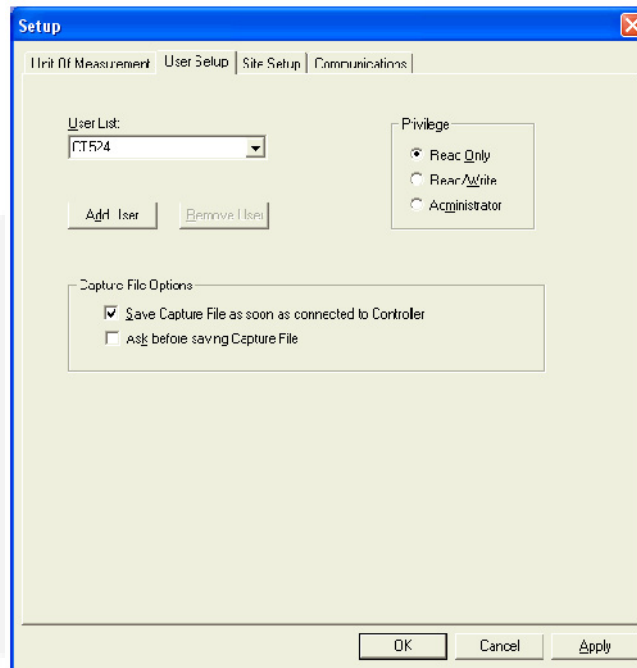 Setup
Unit Of Measurement User Setup Site Setup Communications
User List:
CT524
Privilege
Read Only
Read/Write
Administrator
Add User Remove User
Capture File Options
Save Capture File as soon as connected to Controller
Ask before saving Capture File
OK Cancel Apply